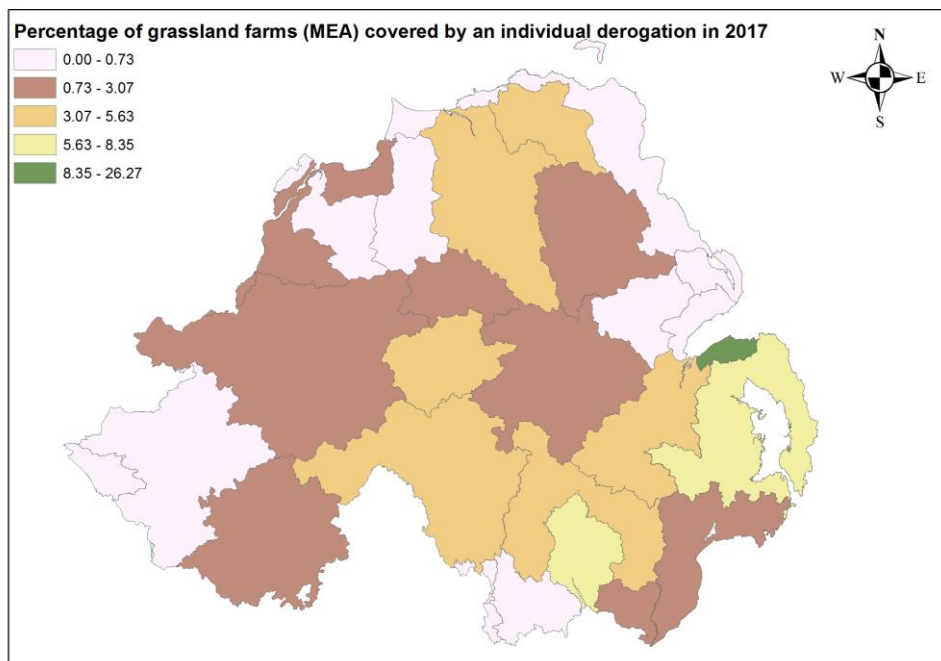 Percentage of grassland farms (MEA) covered by an individual derogation in 2017
0.00 - 0.73
0.73 - 3.07
3.07 - 5.63
5.63 - 8.35
8.35 - 26.27
N
W E
S